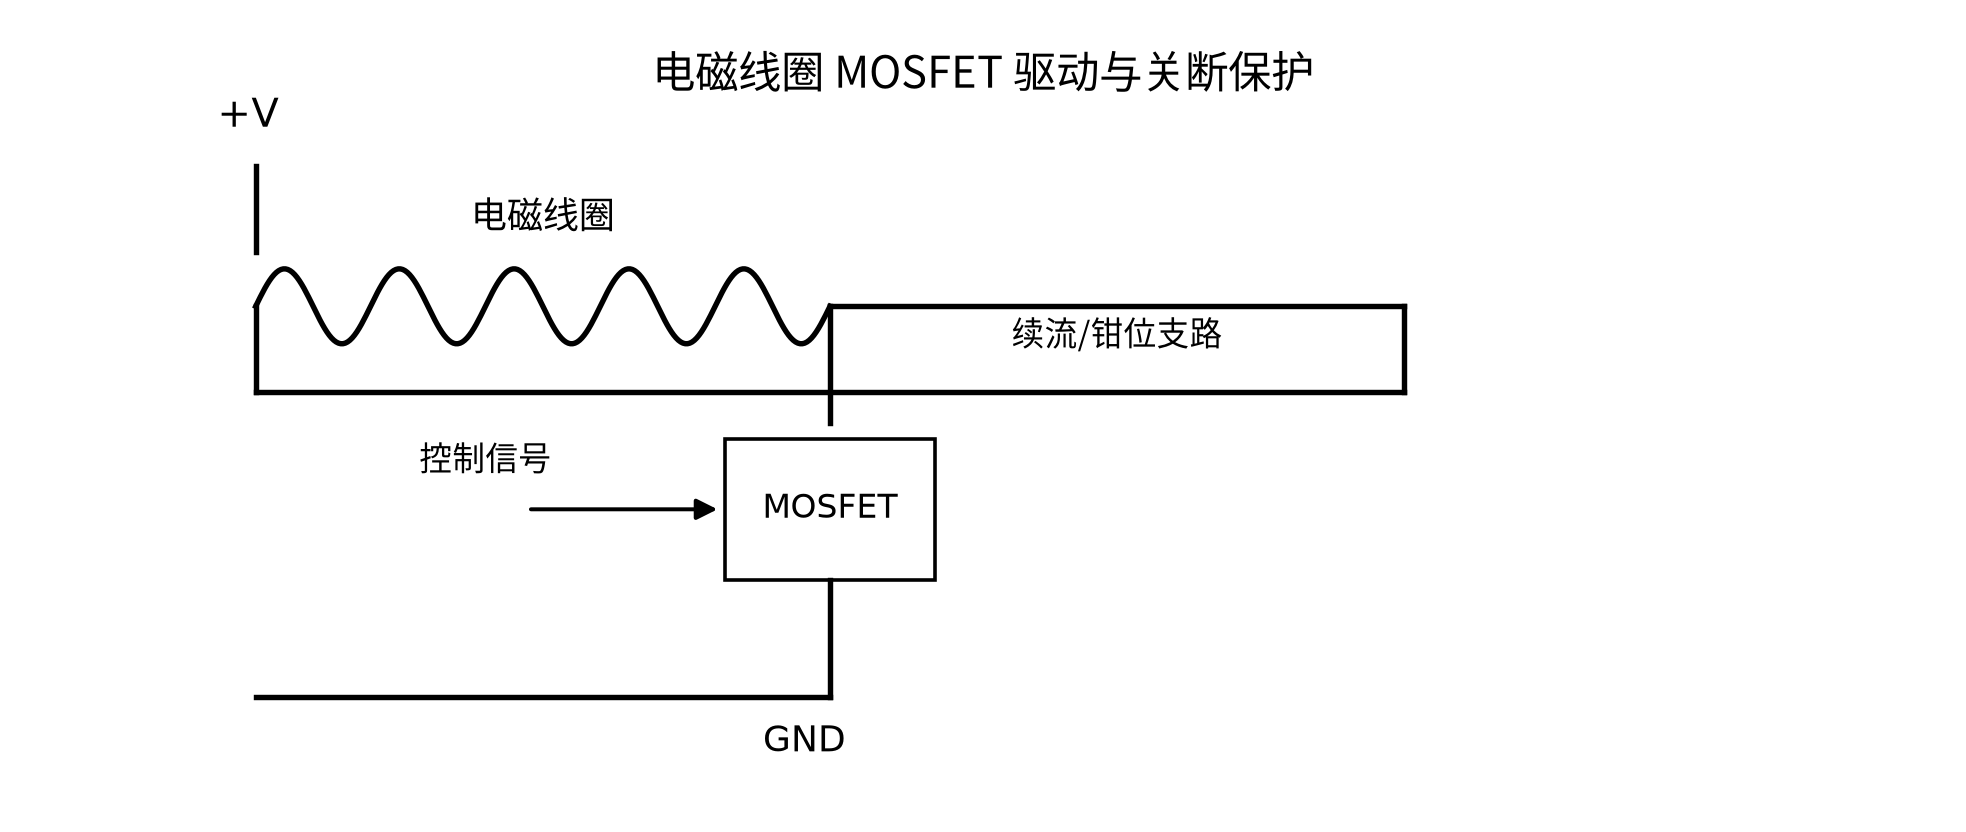 电磁线圈 MOSFET 驱动与关断保护
+V
电磁线圈
续流/钳位支路
控制信号
MOSFET
GND